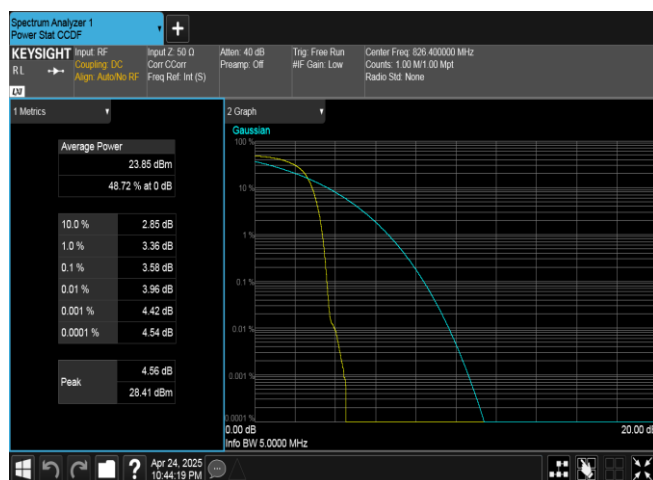 Spectrum Analyzer 1
Power Stat CCDF
+
KEYSIGHT
RL
LXI
Input: RF
Coupling: DC
Align: Auto/No RF
Input Z: 50 Ω
Corr CCorr
Freq Ref: Int (S)
Atten: 40 dB
Preamp: Off
Trig: Free Run
#IF Gain: Low
Center Freq: 826.400000 MHz
Counts: 1.00 M/1.00 Mpt
Radio Std: None
1 Metrics
Average Power
23.85 dBm
48.72 % at 0 dB
10.0 % 2.85 dB
1.0 % 3.36 dB
0.1 % 3.58 dB
0.01 % 3.96 dB
0.001 % 4.42 dB
0.0001 % 4.54 dB
Peak
4.56 dB
28.41 dBm
2 Graph
Gaussian
100 %
10 %
1 %
0.1 %
0.01 %
0.001 %
0.0001 %
0.00 dB
20.00 dB
Info BW 5.0000 MHz
?
Apr 24, 2025
10:44:19 PM